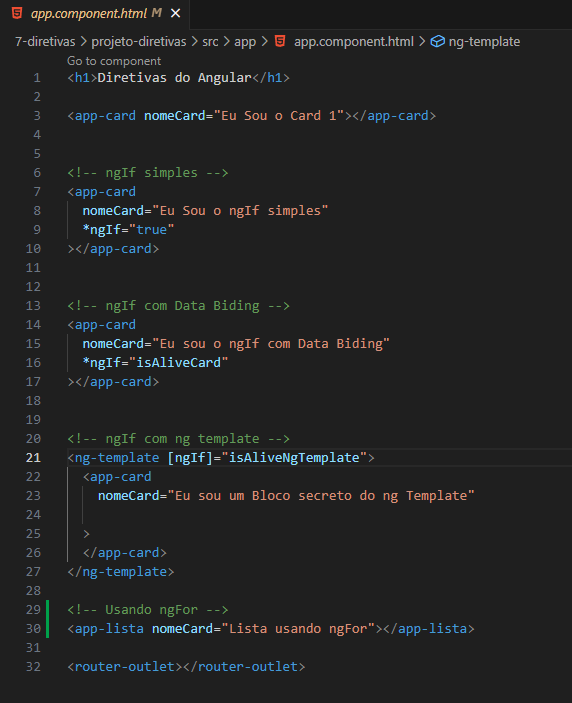 app.component.html M ×
7-diretivas > projeto-diretivas > src > app > app.component.html > ng-template
Go to component
1 <h1>Diretivas do Angular</h1>
2
3 <app-card nomeCard="Eu Sou o Card 1"></app-card>
4
5
6 <!-- ngIf simples -->
7 <app-card
8   nomeCard="Eu Sou o ngIf simples"
9   *ngIf="true"
10 ></app-card>
11
12
13 <!-- ngIf com Data Biding -->
14 <app-card
15   nomeCard="Eu sou o ngIf com Data Biding"
16   *ngIf="isAliveCard"
17 ></app-card>
18
19
20 <!-- ngIf com ng template -->
21 <ng-template [ngIf]="isAliveNgTemplate">
22   <app-card
23     nomeCard="Eu sou um Bloco secreto do ng Template"
24
25   >
26   </app-card>
27 </ng-template>
28
29 <!-- Usando ngFor -->
30 <app-lista nomeCard="Lista usando ngFor"></app-lista>
31
32 <router-outlet></router-outlet>